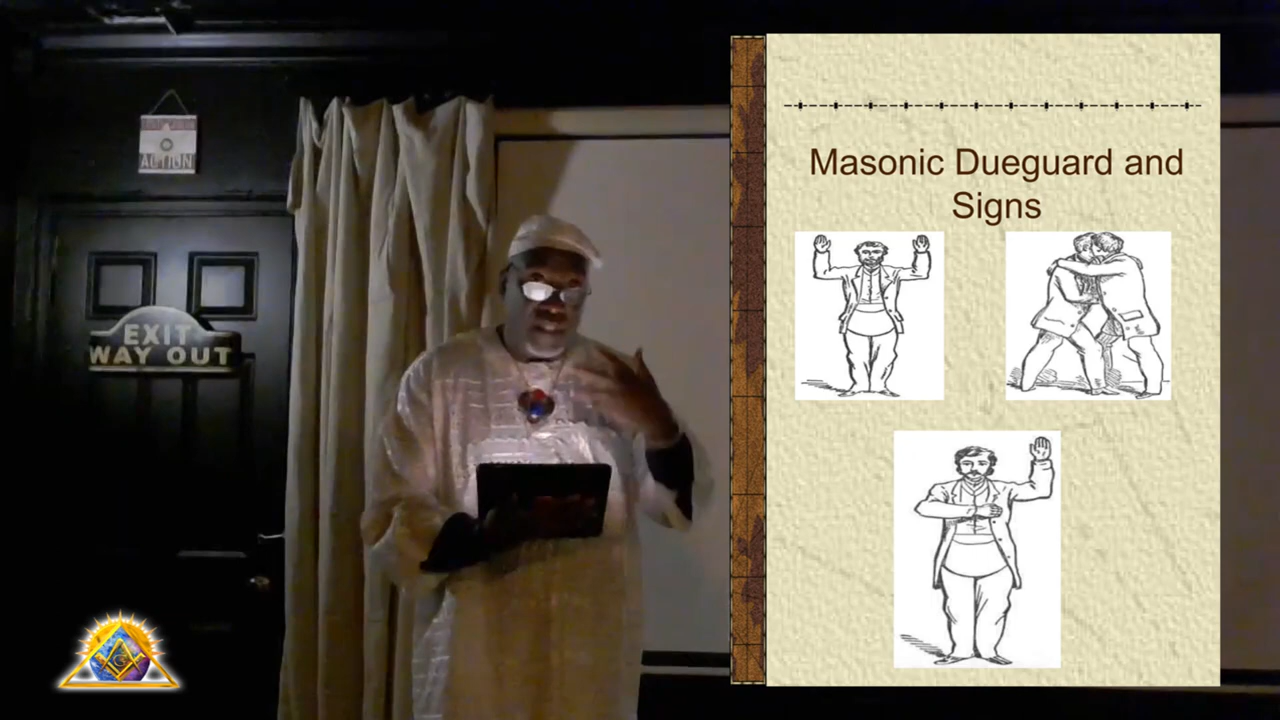 ACTION
EXIT
WAY OUT
Masonic Dueguard and
Signs
G